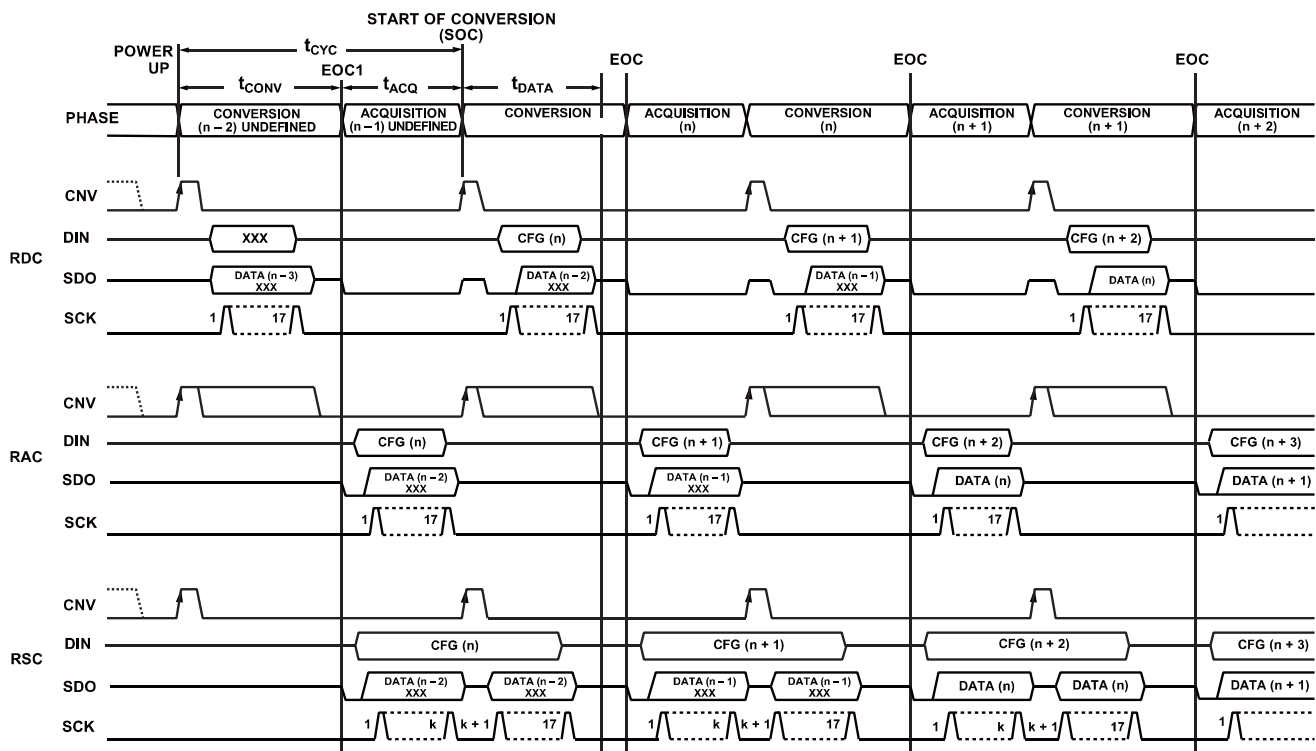 START OF CONVERSION
(SOC)
POWER
UP
tCYC
EOC1
EOC
EOC
EOC
tCONV
tACQ
tDATA
PHASE
CONVERSION
(n – 2) UNDEFINED
ACQUISITION
(n – 1) UNDEFINED
CONVERSION
ACQUISITION
(n)
CONVERSION
(n)
ACQUISITION
(n + 1)
CONVERSION
(n + 1)
ACQUISITION
(n + 2)
RDC
CNV
DIN
XXX
CFG (n)
CFG (n + 1)
CFG (n + 2)
SDO
DATA (n – 3)
XXX
DATA (n – 2)
XXX
DATA (n – 1)
XXX
DATA (n)
SCK
1 17
1 17
1 17
1 17
RAC
CNV
DIN
CFG (n)
CFG (n + 1)
CFG (n + 2)
CFG (n + 3)
SDO
DATA (n – 2)
XXX
DATA (n – 1)
XXX
DATA (n)
DATA (n + 1)
SCK
1 17
1 17
1 17
1
RSC
CNV
DIN
CFG (n)
CFG (n + 1)
CFG (n + 2)
CFG (n + 3)
SDO
DATA (n – 2)
XXX
DATA (n – 2)
XXX
DATA (n – 1)
XXX
DATA (n – 1)
XXX
DATA (n)
DATA (n)
DATA (n + 1)
SCK
1 k k + 1 17
1 k k + 1 17
1 k k + 1 17
1